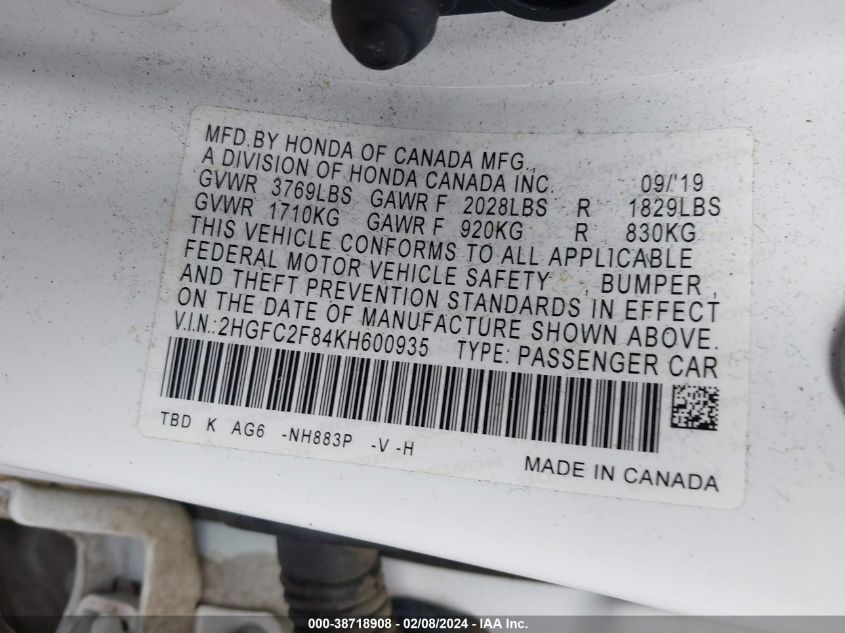 MFD.BY HONDA OF CANADA MFG.,
A DIVISION OF HONDA CANADA INC. 09/'19
GVWR 3769LBS GAWR F 2028LBS R 1829LBS
GVWR 1710KG GAWR F 920KG R 830KG
THIS VEHICLE CONFORMS TO ALL APPLICABLE
FEDERAL MOTOR VEHICLE SAFETY , BUMPER ,
AND THEFT PREVENTION STANDARDS IN EFFECT
ON THE DATE OF MANUFACTURE SHOWN ABOVE.
V.I.N.:2HGFC2F84KH600935 TYPE: PASSENGER CAR
TBD K AG6 -NH883P -V -H
MADE IN CANADA
000-38718908 - 02/08/2024 - IAA Inc.